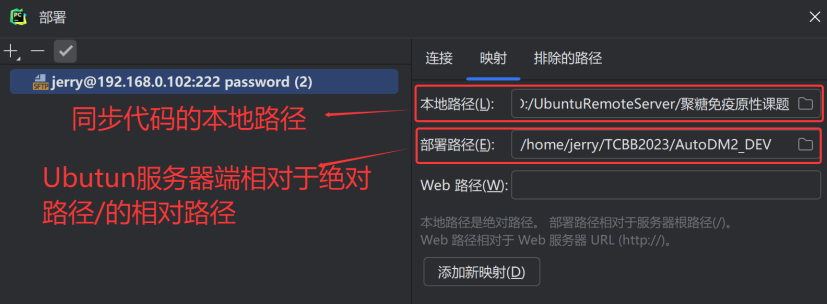 PC
部署
SFTP
jerry@192.168.0.102:222 password (2)
同步代码的本地路径
Ubutun服务器端相对于绝对
路径/的相对路径
连接 映射 排除的路径
本地路径(L): D:/UbuntuRemoteServer/聚糖免疫原性课题
部署路径(E): /home/jerry/TCBB2023/AutoDM2_DEV
Web 路径(W):
本地路径是绝对路径。 部署路径相对于服务器根路径(/)。
Web 路径相对于 Web 服务器 URL (http://)。
添加新映射(D)